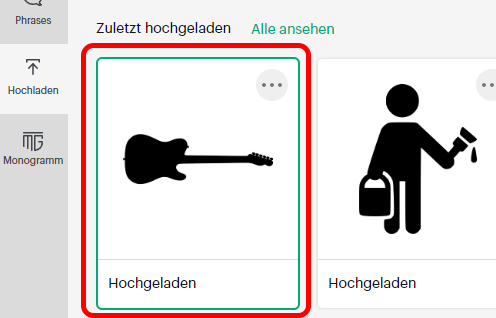 Phrases
Zuletzt hochgeladen
Alle ansehen
Hochladen
Monogramm
Hochgeladen
Hochgeladen